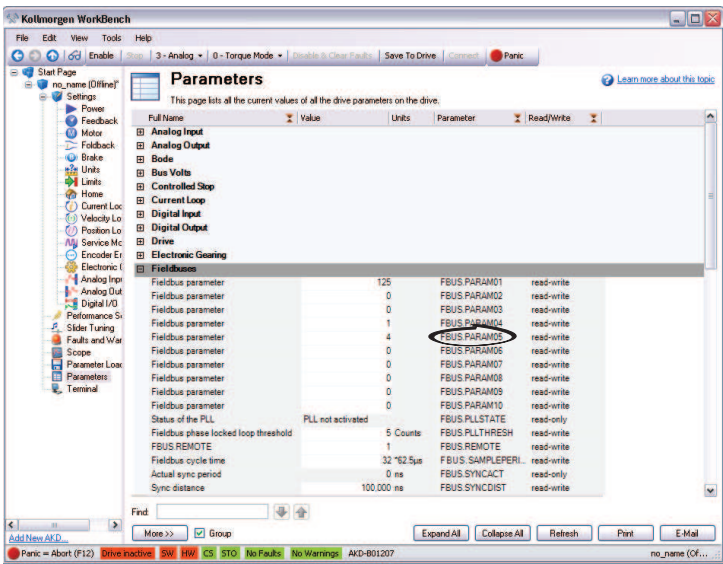 Kollmorgen WorkBench
File Edit View Tools Help
Enable Stop 3 - Analog 0 - Torque Mode Disable & Clear Faults Save To Drive Connect Panic
Start Page
no_name (Offline)*
Settings
Power
Feedback
Motor
Foldback
Brake
Units
Limits
Home
Current Loo
Velocity Lo
Position Lo
Service Mo
Encoder Er
Electronic (
Analog Inpu
Analog Out
Digital I/O
Performance Se
Slider Tuning
Faults and War
Scope
Parameter Load
Parameters
Terminal
Add New AKD...
Parameters
Learn more about this topic
This page lists all the current values of all the drive parameters on the drive.
Full Name Value Units Parameter Read/Write
Analog Input
Analog Output
Bode
Bus Volts
Controlled Stop
Current Loop
Digital Input
Digital Output
Drive
Electronic Gearing
Fieldbuses
Fieldbus parameter 125 FBUS.PARAM01 read-write
Fieldbus parameter 0 FBUS.PARAM02 read-write
Fieldbus parameter 0 FBUS.PARAM03 read-write
Fieldbus parameter 1 FBUS.PARAM04 read-write
Fieldbus parameter 4 FBUS.PARAM05 read-write
Fieldbus parameter 0 FBUS.PARAM06 read-write
Fieldbus parameter 0 FBUS.PARAM07 read-write
Fieldbus parameter 0 FBUS.PARAM08 read-write
Fieldbus parameter 0 FBUS.PARAM09 read-write
Fieldbus parameter 0 FBUS.PARAM10 read-write
Status of the PLL PLL not activated FBUS.PLLSTATE read-only
Fieldbus phase locked loop threshold 5 Counts FBUS.PLLTHRESH read-write
FBUS.REMOTE 1 FBUS.REMOTE read-write
Fieldbus cycle time 32 *62.5µs FBUS.SAMPLEPERI... read-write
Actual sync period 0 ns FBUS.SYNCACT read-only
Sync distance 100,000 ns FBUS.SYNCDIST read-write
Find:
More >> Group Expand All Collapse All Refresh Print E-Mail
Panic = Abort (F12) Drive inactive SW HW CS STO No Faults No Warnings AKD-B01207 no_name (Of...